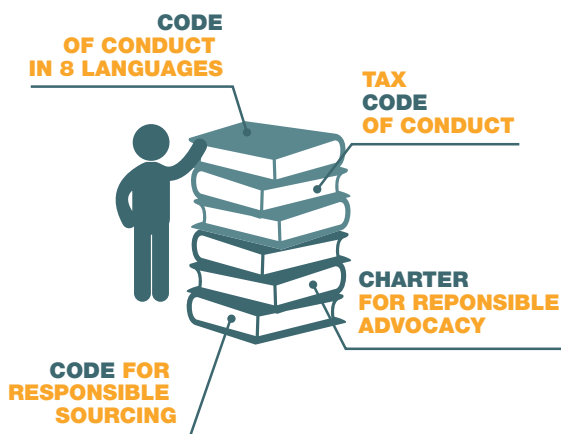 CODE
OF CONDUCT
IN 8 LANGUAGES
TAX
CODE
OF CONDUCT
CHARTER
FOR REPONSIBLE
ADVOCACY
CODE FOR
RESPONSIBLE
SOURCING